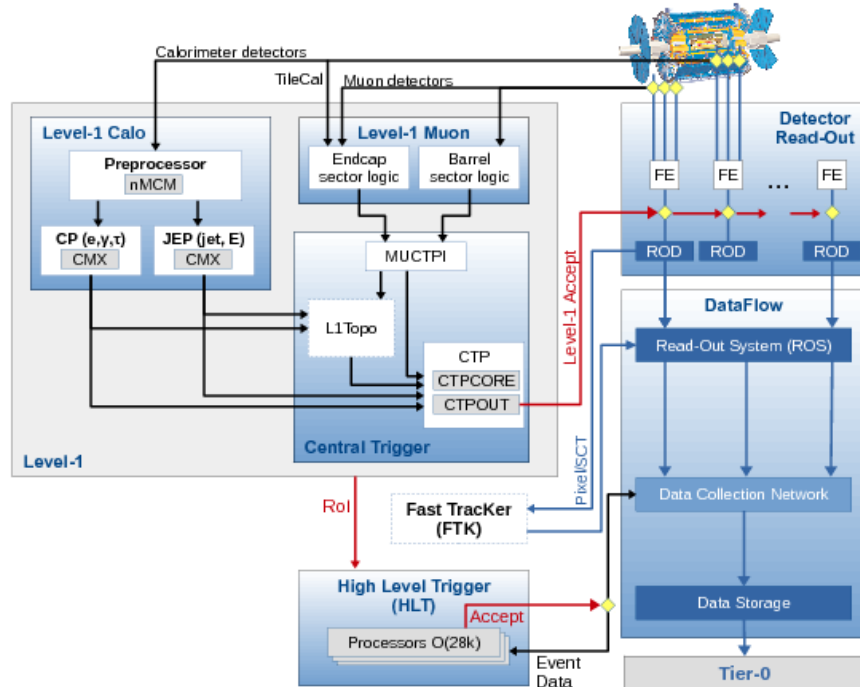 Calorimeter detectors
TileCal
Muon detectors
Level-1 Calo
Preprocessor
nMCM
CP (e,γ,τ)
CMX
JEP (jet, E)
CMX
Level-1 Muon
Endcap
sector logic
Barrel
sector logic
MUCTPI
L1Topo
CTP
CTPCORE
CTPOUT
Central Trigger
Level-1
Level-1 Accept
Detector
Read-Out
FE
FE
...
FE
ROD
ROD
ROD
DataFlow
Read-Out System (ROS)
Pixel/SCT
Data Collection Network
Data Storage
Tier-0
RoI
Fast TracKer
(FTK)
High Level Trigger
(HLT)
Accept
Processors O(28k)
Event
Data